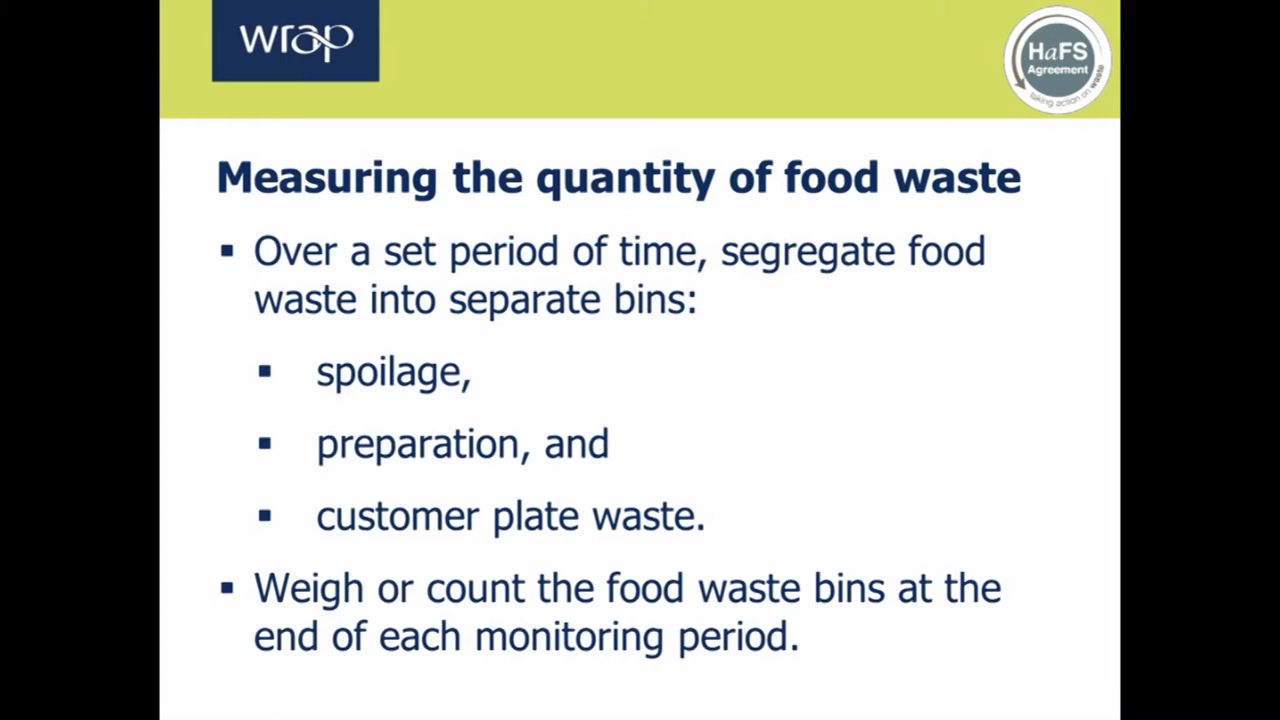 wrap
HaFS
Agreement
taking action on waste
Measuring the quantity of food waste
▪ Over a set period of time, segregate food
waste into separate bins:
▪ spoilage,
▪ preparation, and
▪ customer plate waste.
▪ Weigh or count the food waste bins at the
end of each monitoring period.